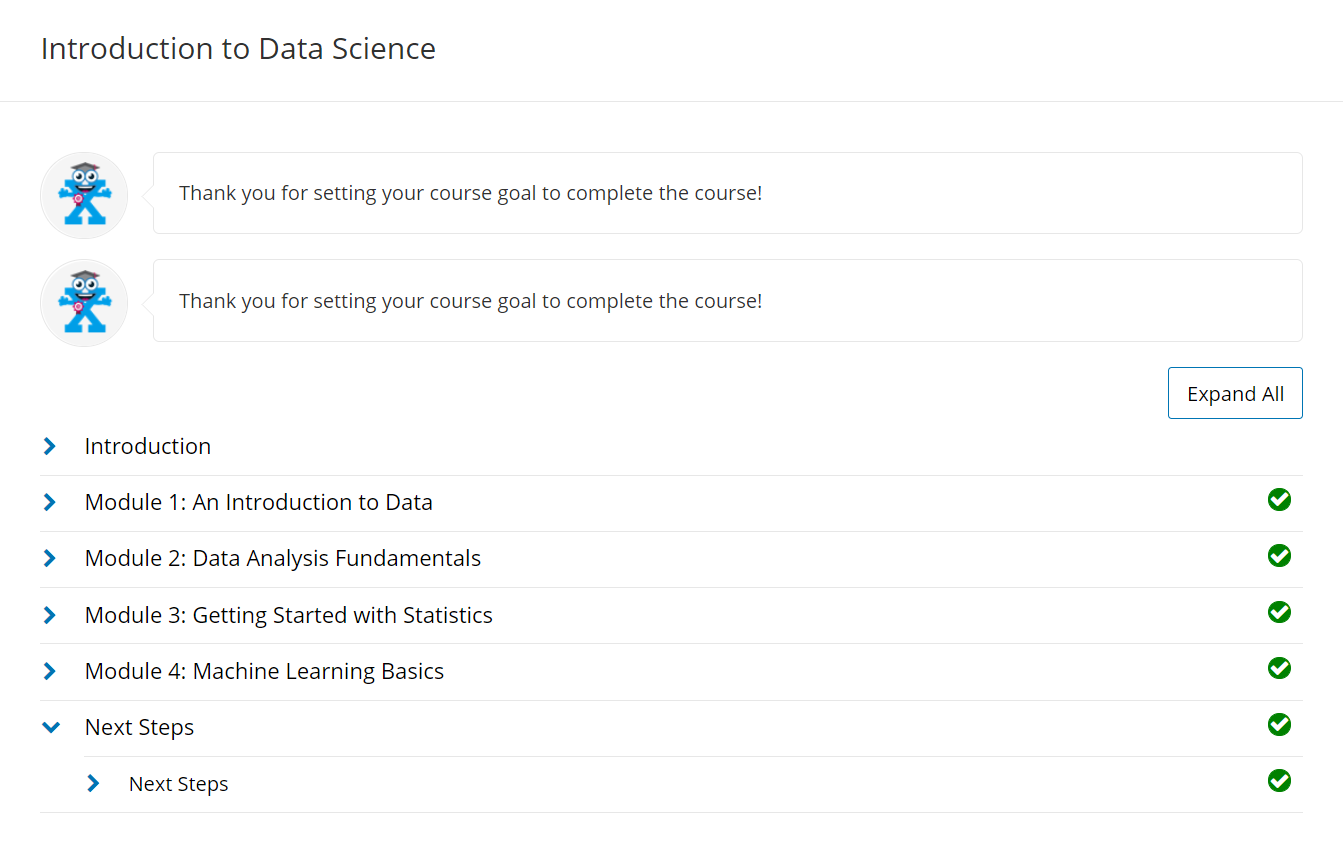 Introduction to Data Science
Thank you for setting your course goal to complete the course!
Thank you for setting your course goal to complete the course!
Expand All
Introduction
Module 1: An Introduction to Data
Module 2: Data Analysis Fundamentals
Module 3: Getting Started with Statistics
Module 4: Machine Learning Basics
Next Steps
Next Steps